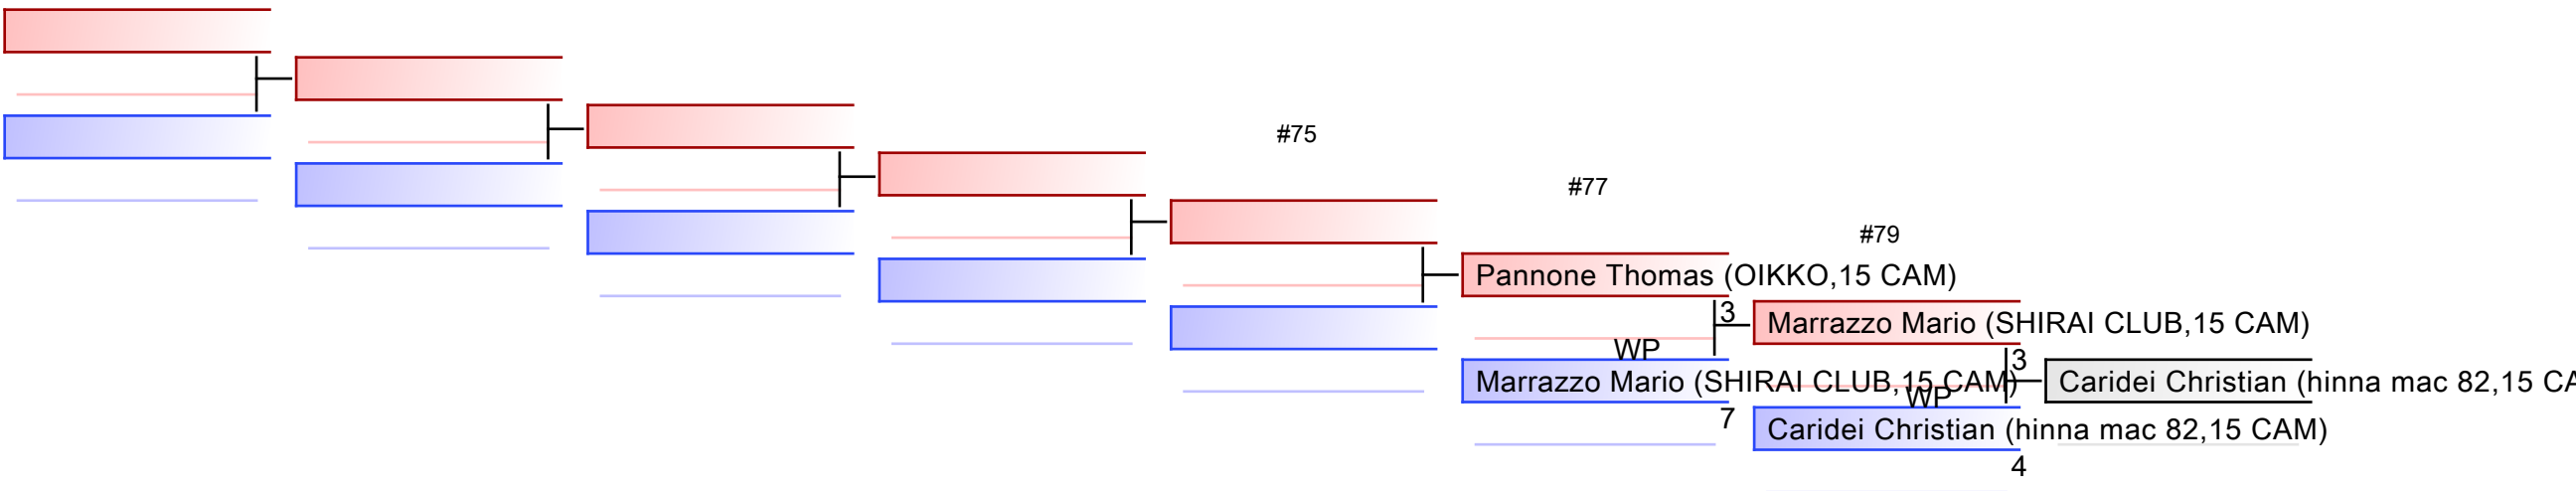 #75
#77
#79
Pannone Thomas (OIKKO,15 CAM)
3
Marrazzo Mario (SHIRAI CLUB,15 CAM)
WP
3
Marrazzo Mario (SHIRAI CLUB,15 CAM)
Caridei Christian (hinna mac 82,15 CA
WP
7
Caridei Christian (hinna mac 82,15 CAM)
4